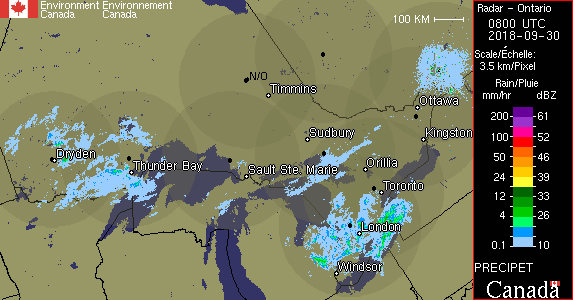 Environment Environnement
Canada Canada
100 KM
N/O
Timmins
Ottawa
Sudbury
Kingston
Dryden
Thunder Bay
Sault Ste. Marie
Orillia
Toronto
London
Windsor
Radar - Ontario
0800 UTC
2018-09-30
Scale/Échelle:
3.5 km/Pixel
Rain/Pluie
mm/hr dBZ
200 61
100 52
50 46
24 39
12 33
4 26
0.1 10
PRECIPET
Canada